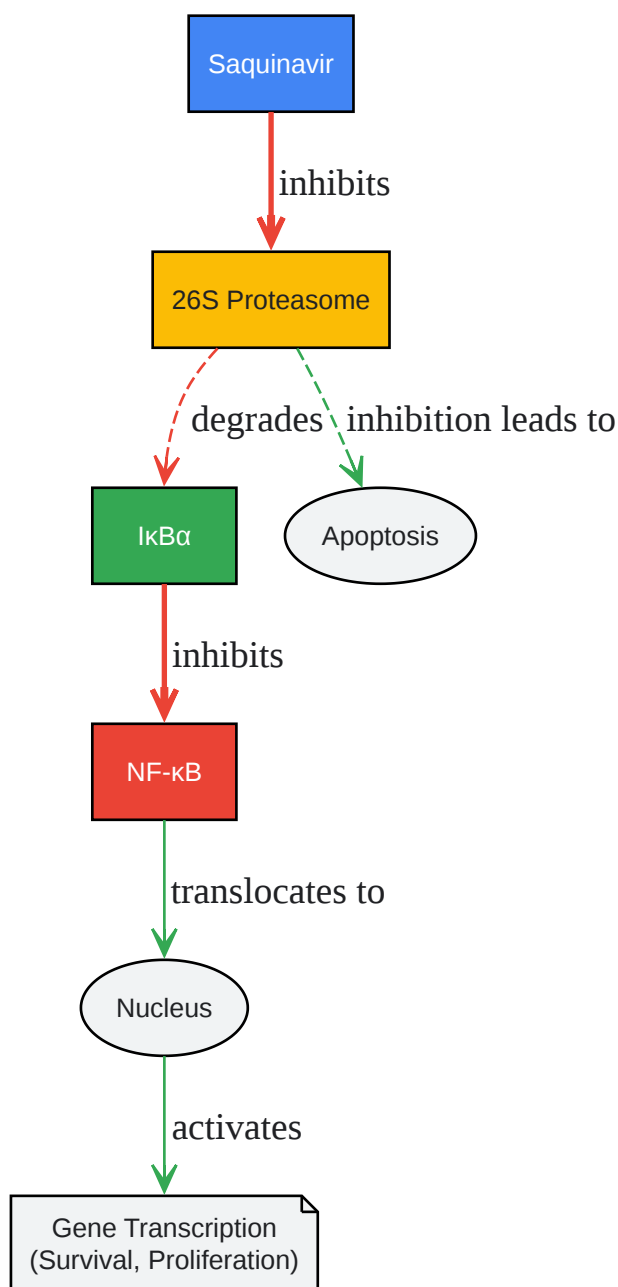 Saquinavir
inhibits
26S Proteasome
degrades
inhibition leads to
IκBα
Apoptosis
inhibits
NF-κB
translocates to
Nucleus
activates
Gene Transcription
(Survival, Proliferation)